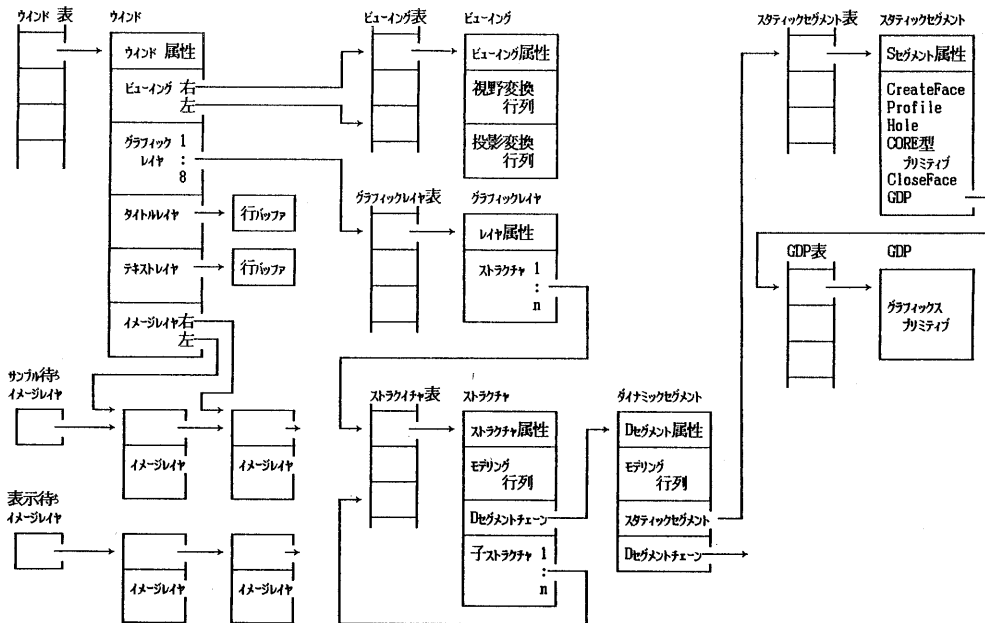 ウインド 表
ウインド
ウインド 属性
ビューイング 右
左
グラフィック 1
レイヤ :
8
タイトルレイヤ
行バッファ
テキストレイヤ
行バッファ
イメージレイヤ右
左
サンプル待ち
イメージレイヤ
イメージレイヤ
イメージレイヤ
表示待ち
イメージレイヤ
イメージレイヤ
イメージレイヤ
ビューイング表
ビューイング
ビューイング属性
視野変換
行列
投影変換
行列
グラフィックレイヤ表
グラフィックレイヤ
レイヤ属性
ストラクチャ 1
:
n
ストラクイチャ表
ストラクチャ
ストラクチャ属性
モデリング
行列
Dセグメントチェーン
子ストラクチャ 1
:
n
ダイナミックセグメント
Dセグメント属性
モデリング
行列
スタティックセグメント
Dセグメントチェーン
スタティックセグメント表
スタティックセグメント
Sセグメント属性
CreateFace
Profile
Hole
CORE型
プリミティブ
CloseFace
GDP
GDP表
GDP
グラフィックス
プリミティブ